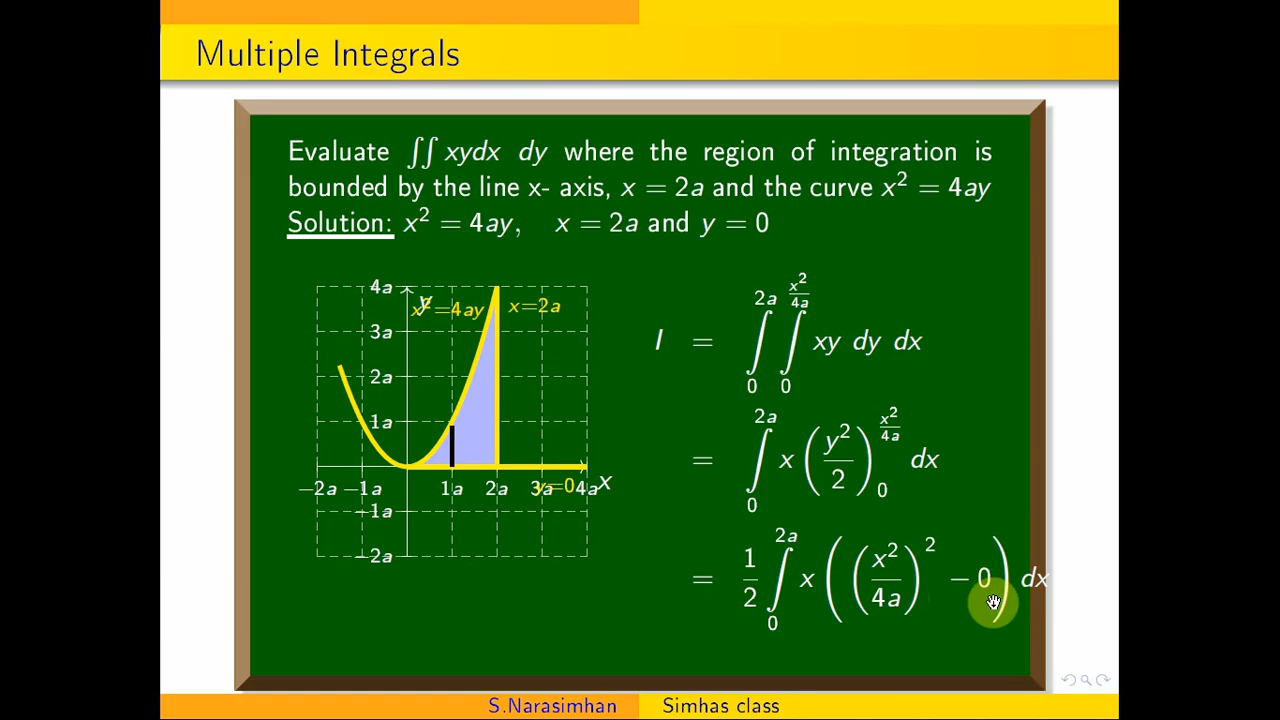 Multiple Integrals
Evaluate ∬ xydx dy where the region of integration is
bounded by the line x- axis, x = 2a and the curve x² = 4ay
Solution: x² = 4ay, x = 2a and y = 0
4a
3a
2a
1a
−1a
−2a
−2a −1a 1a 2a 3a 4a
y
x
x²=4ay
x=2a
y=0
I = ∫₀^{2a} ∫₀^{x²/4a} xy dy dx
= ∫₀^{2a} x (y²/2)₀^{x²/4a} dx
= 1/2 ∫₀^{2a} x ((x²/4a)² − 0) dx
S.Narasimhan Simhas class